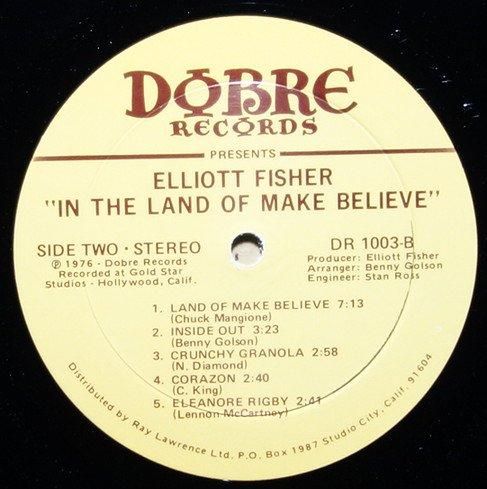 DOBRE
RECORDS
PRESENTS
ELLIOTT FISHER
"IN THE LAND OF MAKE BELIEVE"
SIDE TWO · STEREO
℗ 1976 - Dobre Records
Recorded at Gold Star
Studios - Hollywood, Calif.
DR 1003-B
Producer: Elliott Fisher
Arranger: Benny Golson
Engineer: Stan Ross
1. LAND OF MAKE BELIEVE 7:13
(Chuck Mangione)
2. INSIDE OUT 3:23
(Benny Golson)
3. CRUNCHY GRANOLA 2:58
(N. Diamond)
4. CORAZON 2:40
(C. King)
5. ELEANORE RIGBY 2:41
(Lennon-McCartney)
Distributed by Ray Lawrence Ltd, P.O. Box 1987 Studio City, Calif. 91604